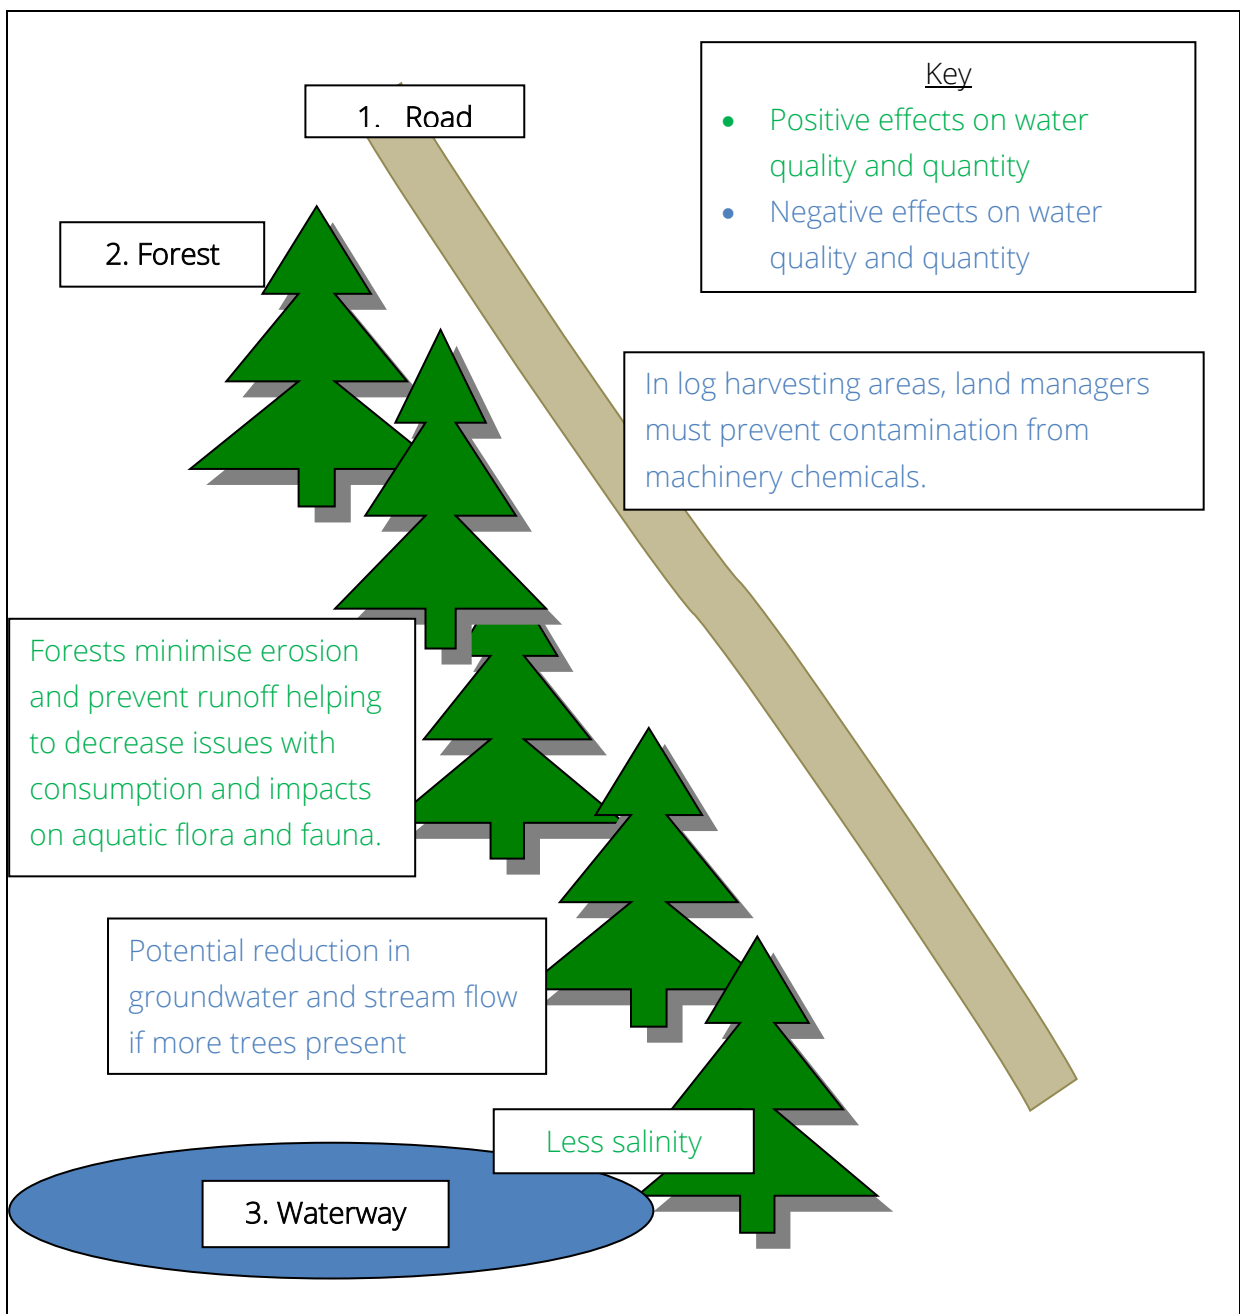 1. Road
Key
• Positive effects on water
quality and quantity
• Negative effects on water
quality and quantity
2. Forest
In log harvesting areas, land managers
must prevent contamination from
machinery chemicals.
Forests minimise erosion
and prevent runoff helping
to decrease issues with
consumption and impacts
on aquatic flora and fauna.
Potential reduction in
groundwater and stream flow
if more trees present
Less salinity
3. Waterway